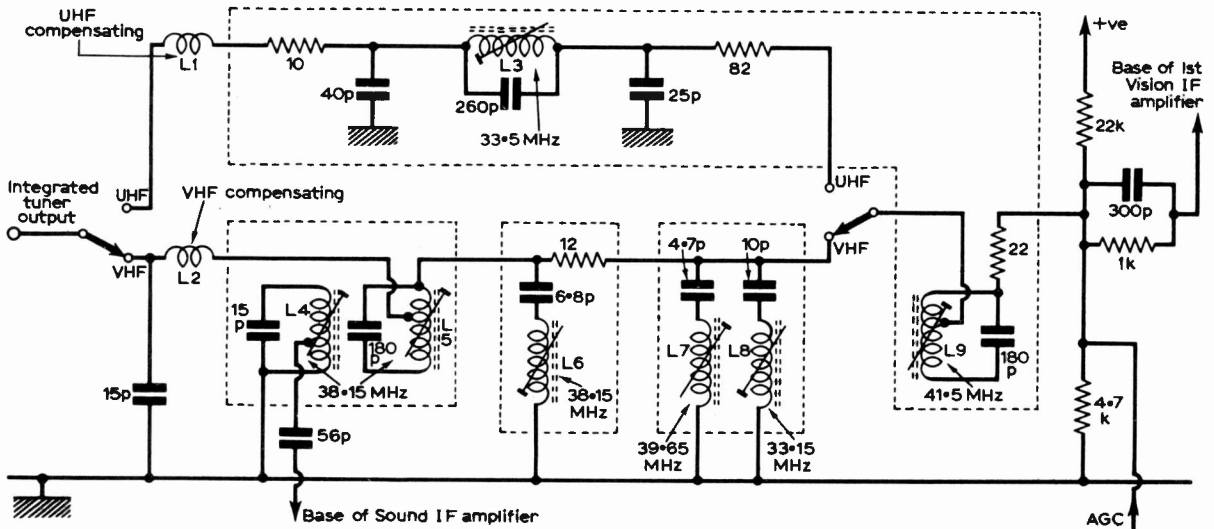 UHF
compensating
L1
10
40p
L3
260p
33·5 MHz
25p
82
+ve
Base of 1st
Vision IF
amplifier
22k
300p
1k
Integrated
tuner
output
UHF
VHF
VHF compensating
L2
15p
15
p
L4
180
p
L
5
38·15 MHz
56p
Base of Sound IF amplifier
6·8p
12
L6
38·15
MHz
4·7p
10p
L7
L8
39·65
MHz
33·15
MHz
UHF
VHF
22
L9
180
p
41·5 MHz
4·7
k
AGC